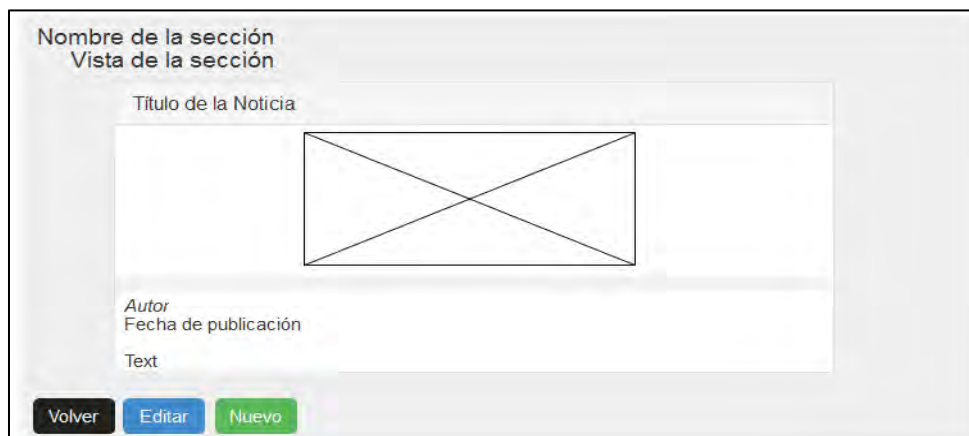 Nombre de la sección
Vista de la sección
Título de la Noticia
Autor
Fecha de publicación
Text
Volver Editar Nuevo